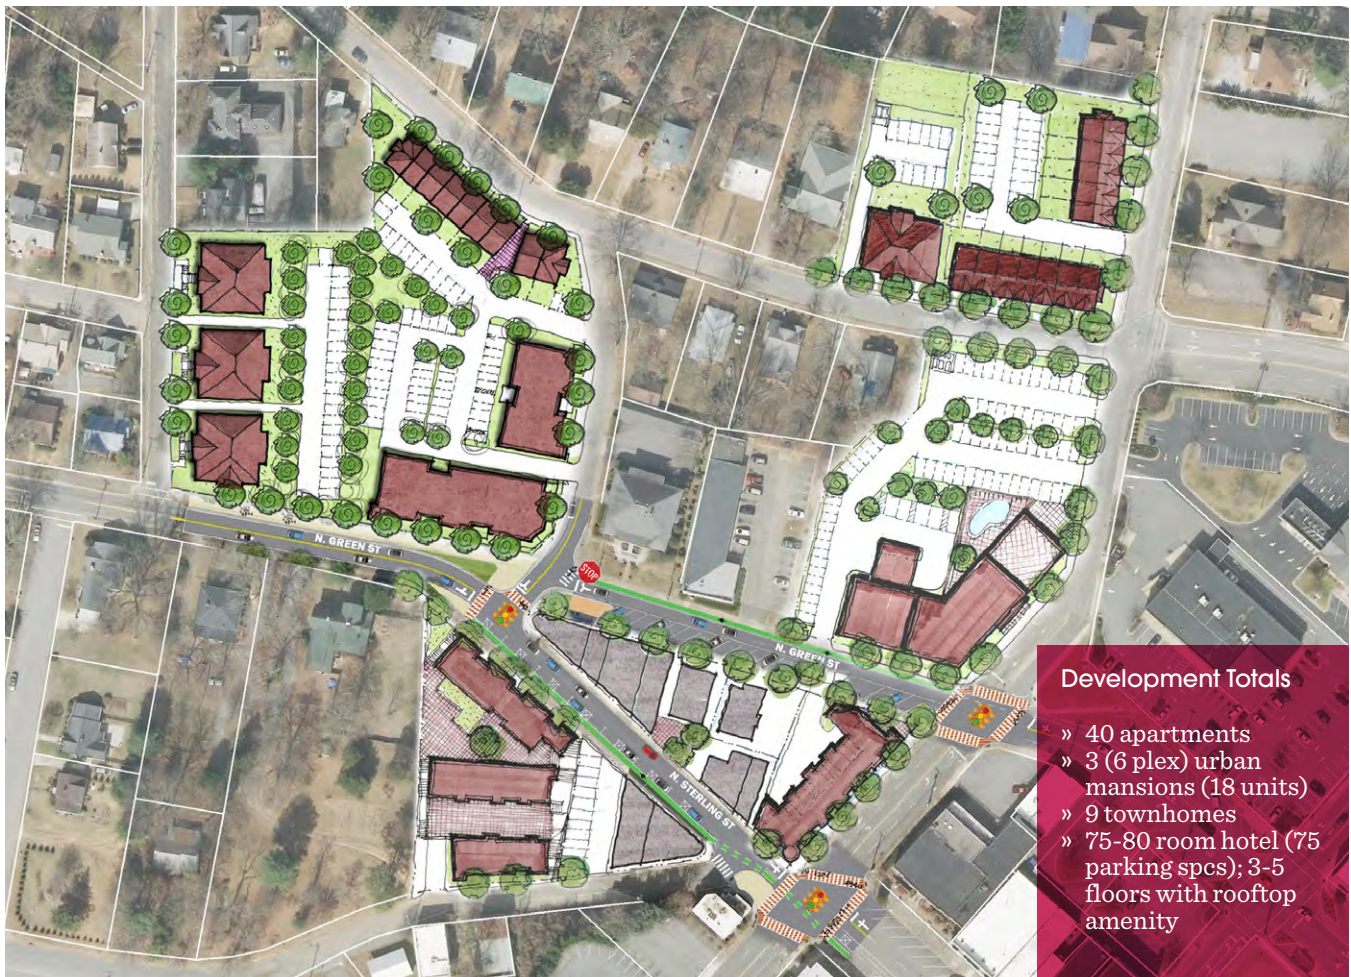 N. GREEN ST
STOP
N. GREEN ST
N. STERLING ST
Development Totals
» 40 apartments
» 3 (6 plex) urban
mansions (18 units)
» 9 townhomes
» 75-80 room hotel (75
parking spcs); 3-5
floors with rooftop
amenity